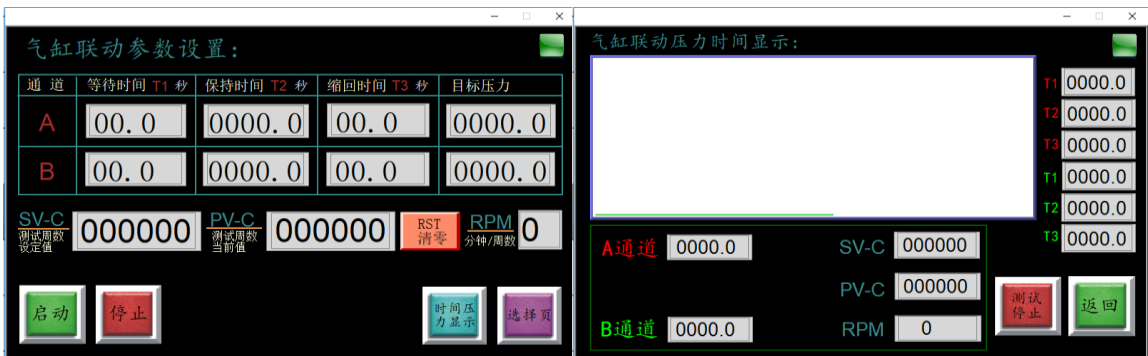 气缸联动参数设置:
通 道 等待时间 T1 秒 保持时间 T2 秒 缩回时间 T3 秒 目标压力
A 00.0 0000.0 00.0 0000.0
B 00.0 0000.0 00.0 0000.0
SV-C 测试周数 设定值 000000 PV-C 测试周数 当前值 000000 RST 清零 RPM 分钟/周数 0
启动 停止 时间压力显示 选择页
气缸联动压力时间显示:
T1 0000.0
T2 0000.0
T3 0000.0
T1 0000.0
T2 0000.0
T3 0000.0
A通道 0000.0 SV-C 000000
PV-C 000000
B通道 0000.0 RPM 0
测试停止 返回